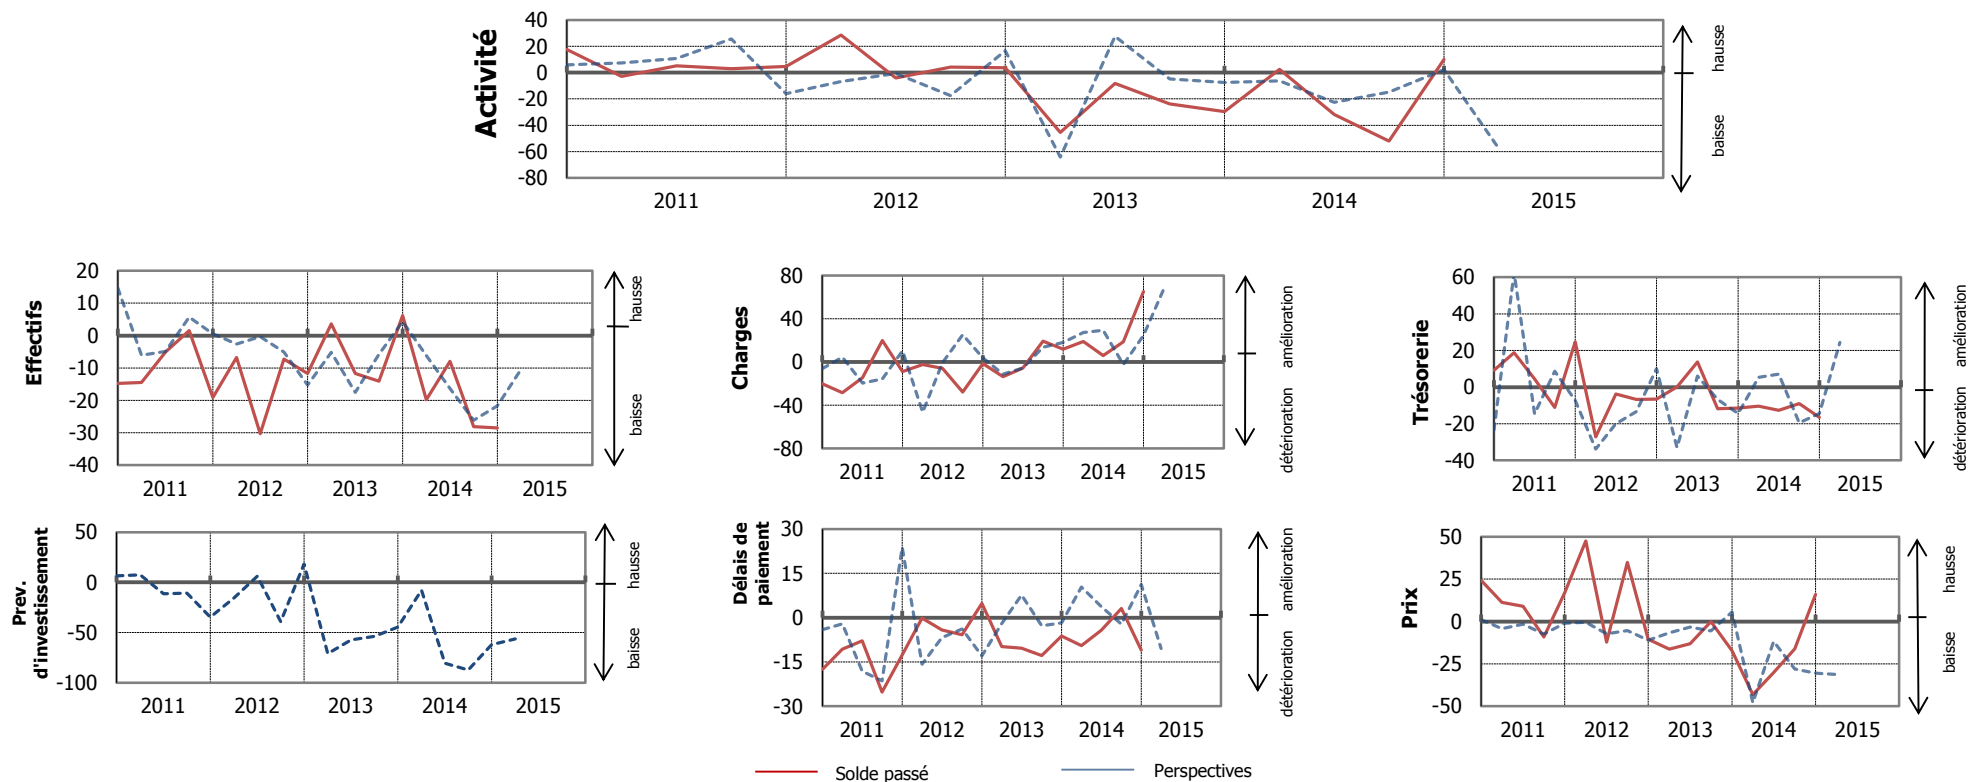 Activité
40
20
0
-20
-40
-60
-80
2011 2012 2013 2014 2015
hausse
baisse
Effectifs
20
10
0
-10
-20
-30
-40
2011 2012 2013 2014 2015
hausse
baisse
Charges
80
40
0
-40
-80
2011 2012 2013 2014 2015
amélioration
détérioration
Trésorerie
60
40
20
0
-20
-40
2011 2012 2013 2014 2015
amélioration
détérioration
Prev.
d'investissement
50
0
-50
-100
2011 2012 2013 2014 2015
hausse
baisse
Délais de
paiement
30
15
0
-15
-30
2011 2012 2013 2014 2015
amélioration
détérioration
Prix
50
25
0
-25
-50
2011 2012 2013 2014 2015
hausse
baisse
Solde passé Perspectives